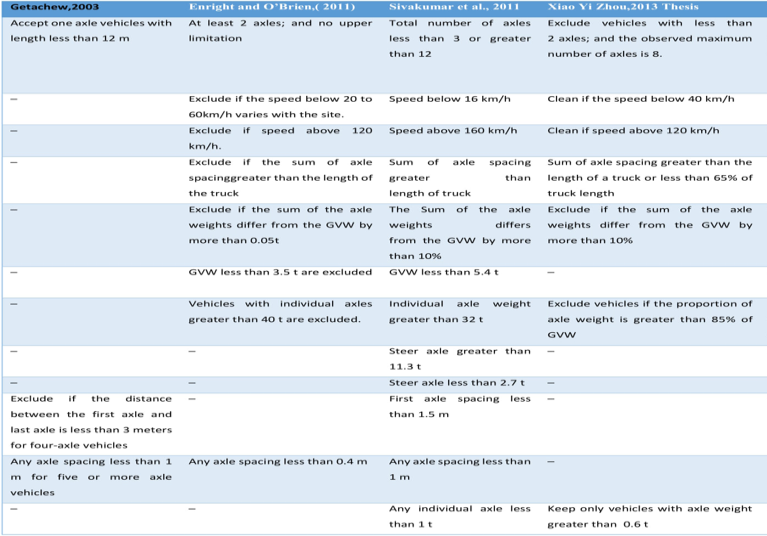 Getachew,2003 Enright and O'Brien,( 2011) Sivakumar et al., 2011 Xiao Yi Zhou,2013 Thesis
Accept one axle vehicles with At least 2 axles; and no upper Total number of axles Exclude vehicles with less than
length less than 12 m limitation less than 3 or greater 2 axles; and the observed maximum
than 12 number of axles is 8.
– Exclude if the speed below 20 to Speed below 16 km/h Clean if the speed below 40 km/h
60km/h varies with the site.
– Exclude if speed above 120 Speed above 160 km/h Clean if speed above 120 km/h
km/h.
– Exclude if the sum of axle Sum of axle spacing Sum of axle spacing greater than the
spacinggreater than the length of greater than length of a truck or less than 65% of
the truck length of truck truck length
– Exclude if the sum of the axle The Sum of the axle Exclude if the sum of the axle
weights differ from the GVW by weights differs weights differ from the GVW by
more than 0.05t from the GVW by more more than 10%
than 10%
– GVW less than 3.5 t are excluded GVW less than 5.4 t –
– Vehicles with individual axles Individual axle weight Exclude vehicles if the proportion of
greater than 40 t are excluded. greater than 32 t axle weight is greater than 85% of
GVW
– – Steer axle greater than –
11.3 t
– – Steer axle less than 2.7 t –
Exclude if the distance – First axle spacing less –
between the first axle and than 1.5 m
last axle is less than 3 meters
for four-axle vehicles
Any axle spacing less than 1 Any axle spacing less than 0.4 m Any axle spacing less than –
m for five or more axle 1 m
vehicles
– – Any individual axle less Keep only vehicles with axle weight
than 1 t greater than 0.6 t